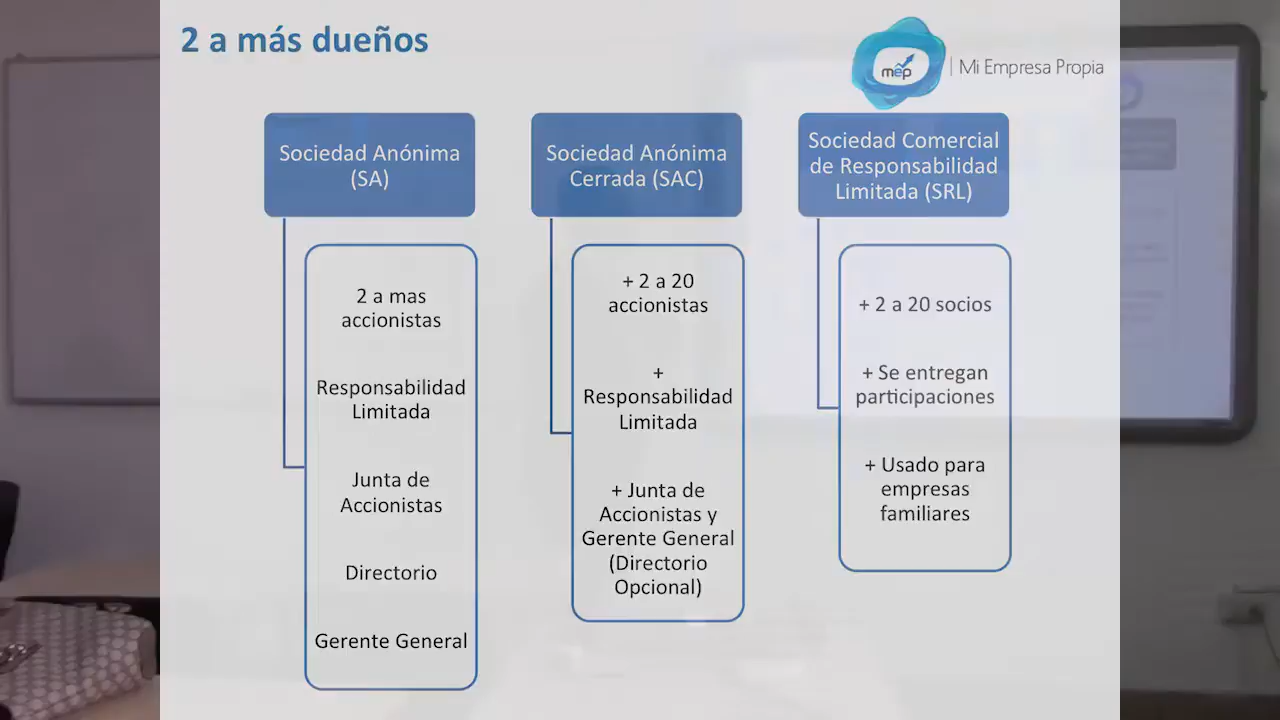 2 a más dueños
mep
Mi Empresa Propia
Sociedad Anónima
(SA)
2 a mas
accionistas
Responsabilidad
Limitada
Junta de
Accionistas
Directorio
Gerente General
Sociedad Anónima
Cerrada (SAC)
+ 2 a 20
accionistas
+
Responsabilidad
Limitada
+ Junta de
Accionistas y
Gerente General
(Directorio
Opcional)
Sociedad Comercial
de Responsabilidad
Limitada (SRL)
+ 2 a 20 socios
+ Se entregan
participaciones
+ Usado para
empresas
familiares